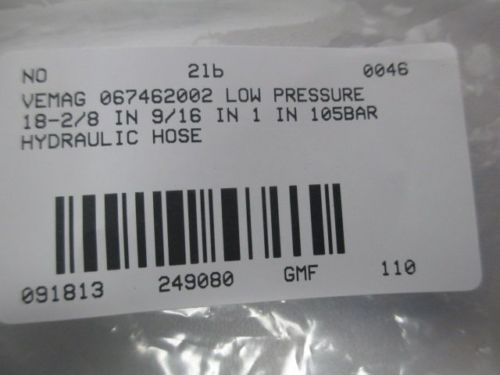 NO 2lb 0046
VEMAG 067462002 LOW PRESSURE
18-2/8 IN 9/16 IN 1 IN 105BAR
HYDRAULIC HOSE
091813 249080 GMF 110